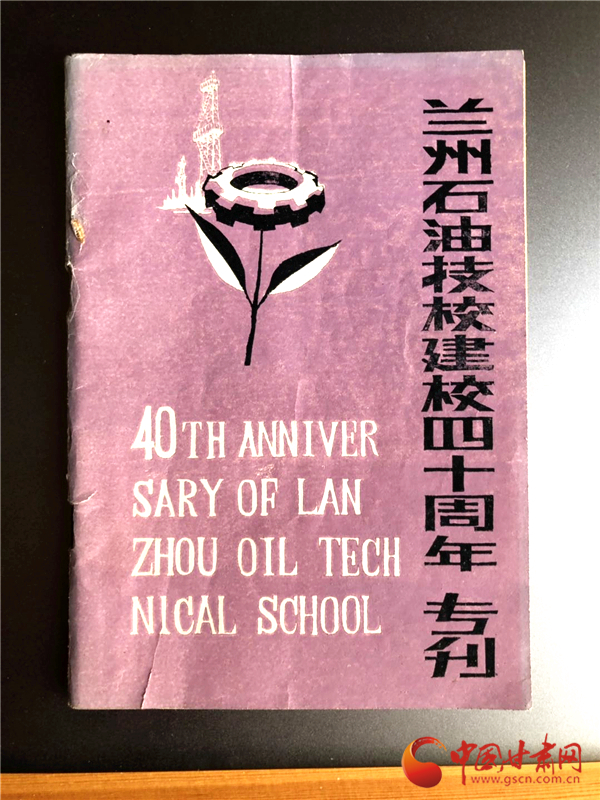 兰州石油技校建校四十周年 专刊
40TH ANNIVER
SARY OF LAN
ZHOU OIL TECH
NICAL SCHOOL
中国甘肃网
www.gscn.com.cn